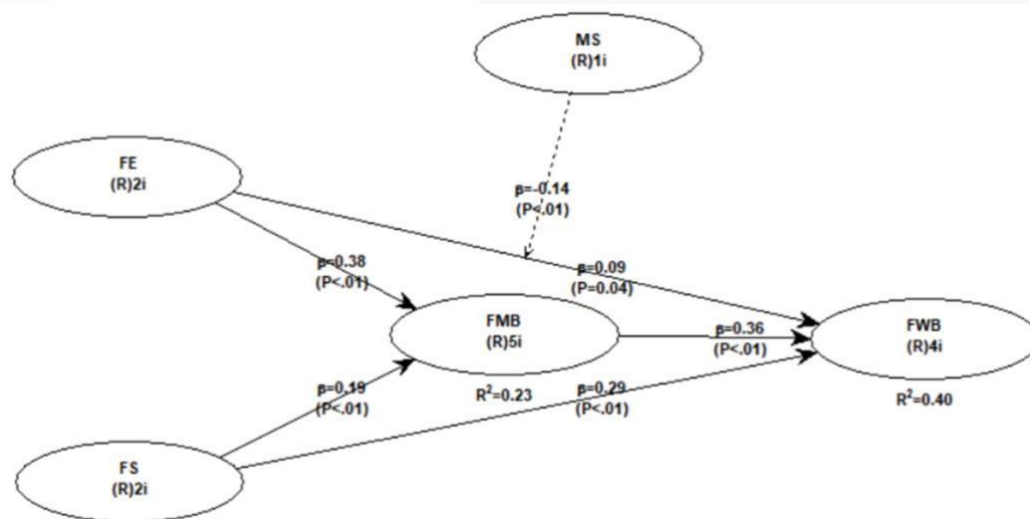 MS
(R)1i
FE
(R)2i
β=-0.14
(P<.01)
β=0.38
(P<.01)
β=0.09
(P=0.04)
FMB
(R)5i
β=0.36
(P<.01)
FWB
(R)4i
β=0.19
(P<.01)
R²=0.23
β=0.29
(P<.01)
R²=0.40
FS
(R)2i